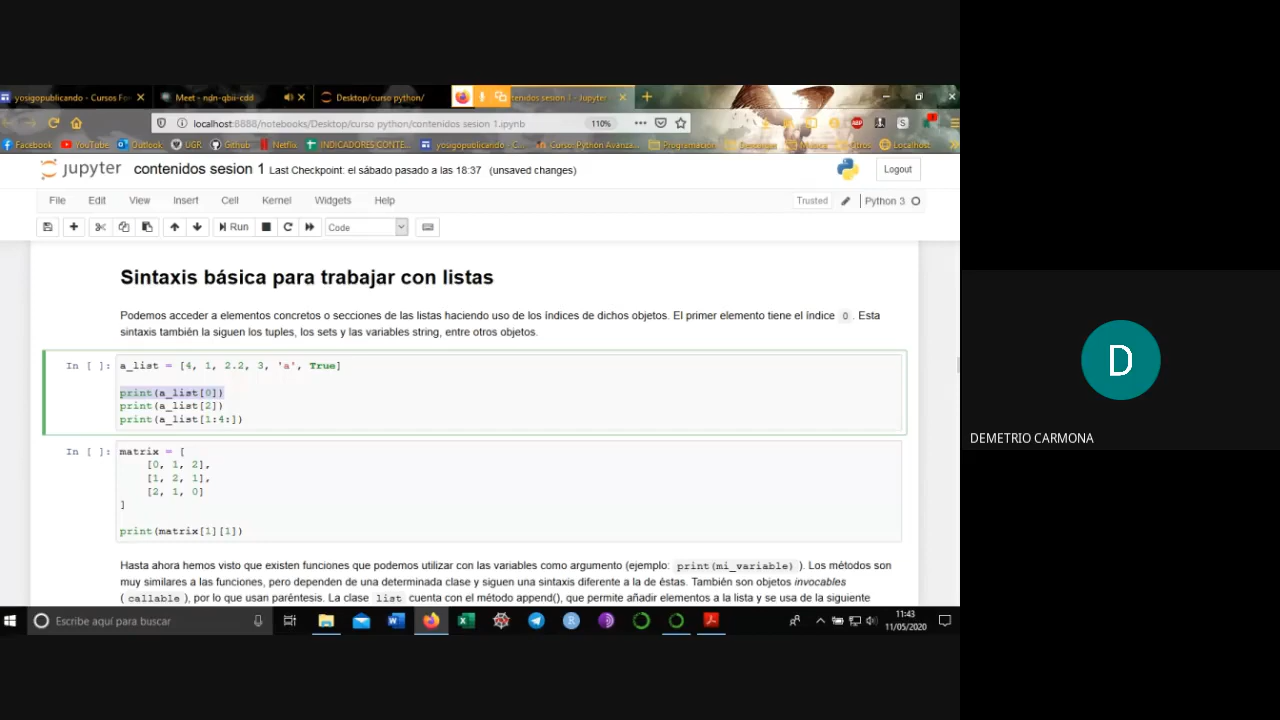 yosigopublicando - Cursos Fo
Meet - ndn-qbii-cdd
Desktop/curso python/
tenidos sesion 1 - Jupyter
localhost:8888/notebooks/Desktop/curso python/contenidos sesion 1.ipynb
110%
Facebook
YouTube
Outlook
UGR
Github
Netflix
INDICADORES CONTE...
yosigopublicando - C...
Curso: Python Avanza...
Programacion
Descargar
Otros
Localhost
jupyter contenidos sesion 1 Last Checkpoint: el sábado pasado a las 18:37 (unsaved changes)
Logout
File Edit View Insert Cell Kernel Widgets Help
Trusted
Python 3
Run
Code
Sintaxis básica para trabajar con listas
Podemos acceder a elementos concretos o secciones de las listas haciendo uso de los índices de dichos objetos. El primer elemento tiene el índice 0. Esta
sintaxis también la siguen los tuples, los sets y las variables string, entre otros objetos.
In [ ]: a_list = [4, 1, 2.2, 3, 'a', True]
print(a_list[0])
print(a_list[2])
print(a_list[1:4:])
In [ ]: matrix = [
[0, 1, 2],
[1, 2, 1],
[2, 1, 0]
]
print(matrix[1][1])
Hasta ahora hemos visto que existen funciones que podemos utilizar con las variables como argumento (ejemplo: print(mi_variable) ). Los métodos son
muy similares a las funciones, pero dependen de una determinada clase y siguen una sintaxis diferente a la de éstas. También son objetos invocables
( callable ), por lo que usan paréntesis. La clase list cuenta con el método append(), que permite añadir elementos a la lista y se usa de la siguiente
Escribe aquí para buscar
11:43
11/05/2020
D
DEMETRIO CARMONA